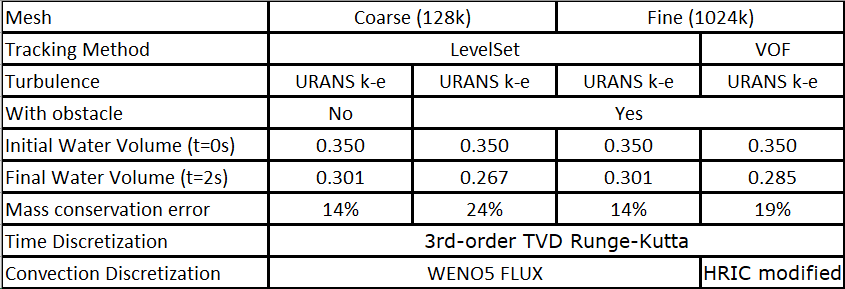 Mesh Coarse (128k) Fine (1024k)
Tracking Method LevelSet VOF
Turbulence URANS k-e URANS k-e URANS k-e URANS k-e
With obstacle No Yes
Initial Water Volume (t=0s) 0.350 0.350 0.350 0.350
Final Water Volume (t=2s) 0.301 0.267 0.301 0.285
Mass conservation error 14% 24% 14% 19%
Time Discretization 3rd-order TVD Runge-Kutta
Convection Discretization WENO5 FLUX HRIC modified